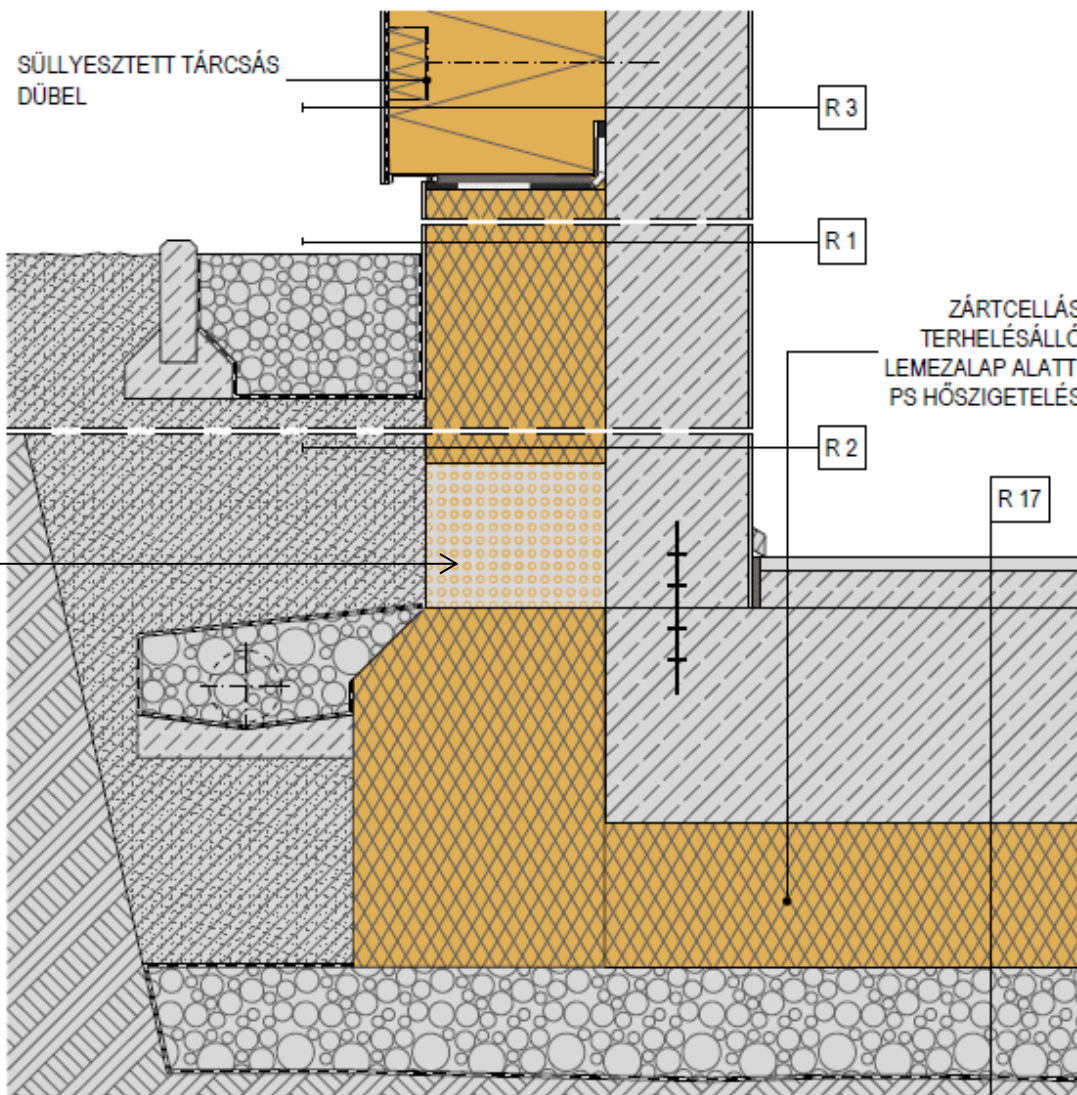 SÜLLYESZTETT TÁRCSÁS
DÜBEL
R 3
R 1
ZÁRTCELLÁS
TERHELÉSÁLLÓ
LEMEZALAP ALATT
PS HŐSZIGETELÉS
R 2
R 17